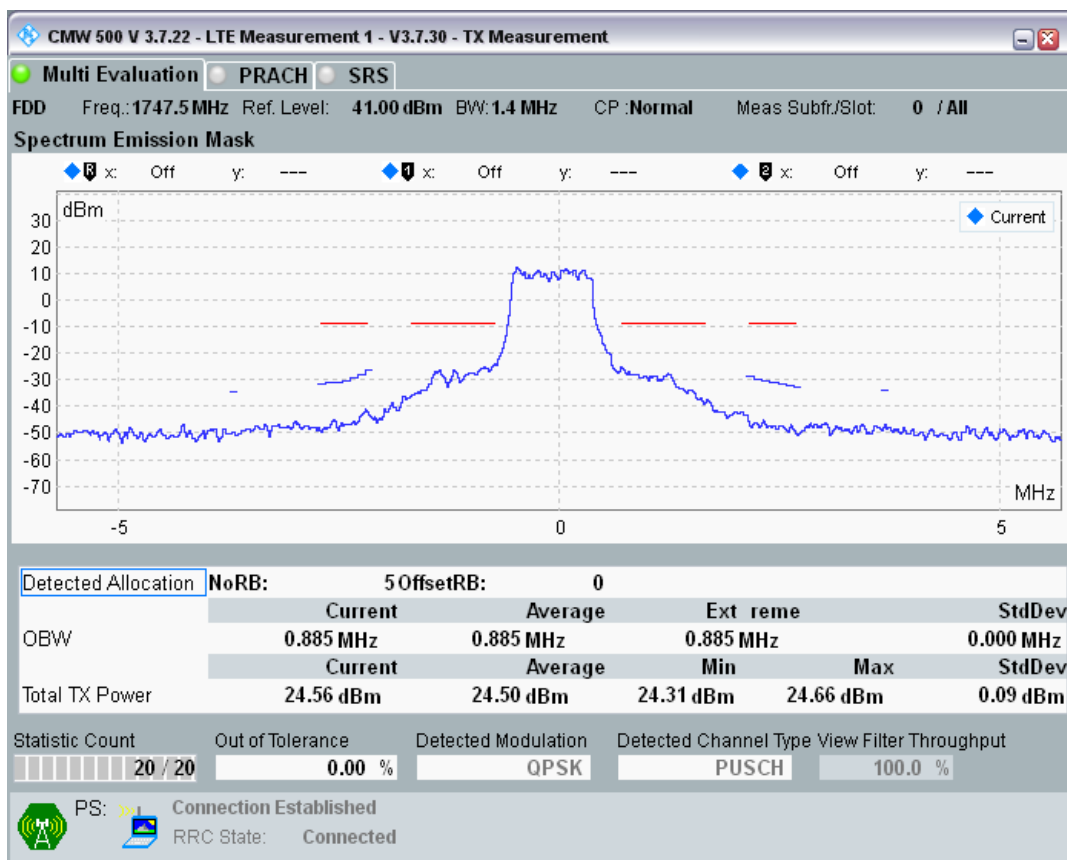 CMW 500 V 3.7.22 - LTE Measurement 1 - V3.7.30 - TX Measurement
Multi Evaluation PRACH SRS
FDD Freq.: 1747.5 MHz Ref. Level: 41.00 dBm BW: 1.4 MHz CP :Normal Meas Subfr./Slot: 0 / All
Spectrum Emission Mask
R x: Off y: --- 1 x: Off y: --- 2 x: Off y: ---
dBm
Current
30
20
10
0
-10
-20
-30
-40
-50
-60
-70
MHz
-5 0 5
Detected Allocation NoRB: 5 OffsetRB: 0
Current Average Ext reme StdDev
OBW 0.885 MHz 0.885 MHz 0.885 MHz 0.000 MHz
Current Average Min Max StdDev
Total TX Power 24.56 dBm 24.50 dBm 24.31 dBm 24.66 dBm 0.09 dBm
Statistic Count Out of Tolerance Detected Modulation Detected Channel Type View Filter Throughput
20 / 20 0.00 % QPSK PUSCH 100.0 %
PS: Connection Established
RRC State: Connected